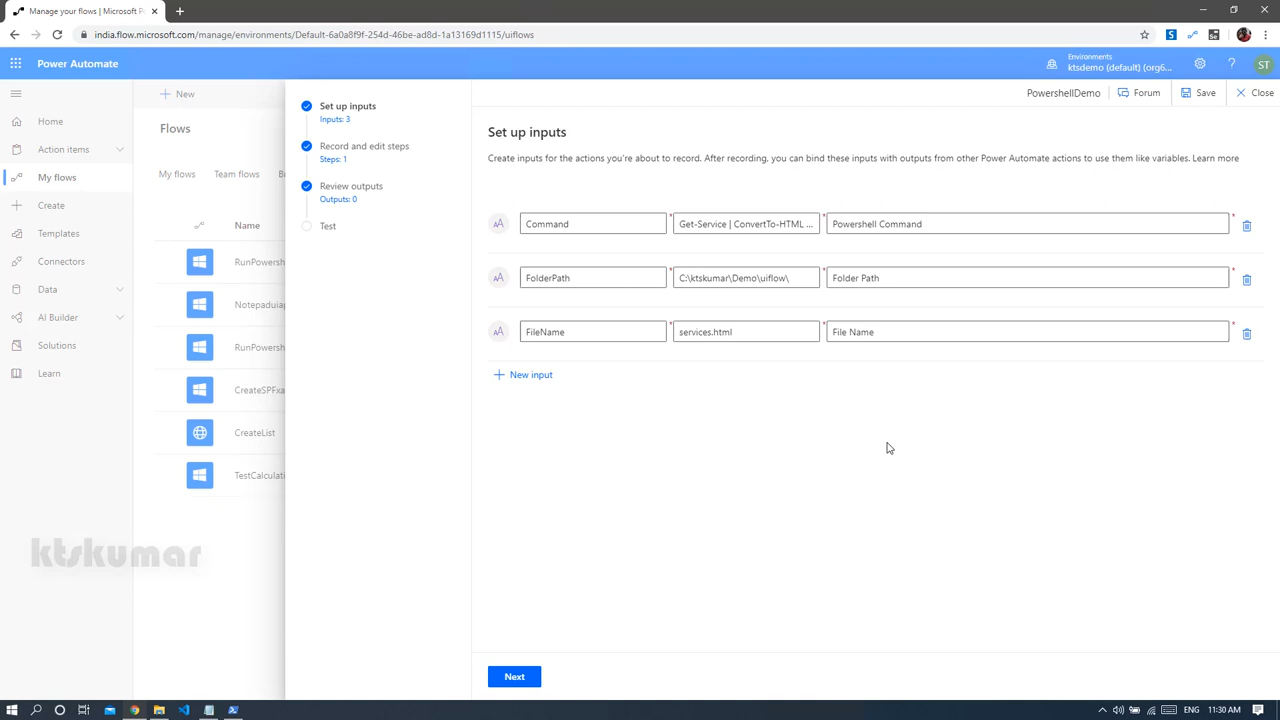 Manage your flows | Microsoft P
india.flow.microsoft.com/manage/environments/Default-6a0a8f9f-254d-46be-ad8d-1a13169d1115/uiflows
Power Automate
Environments
ktsdemo (default) (org6...
ST
New
Set up inputs
Inputs: 3
Record and edit steps
Steps: 1
Review outputs
Outputs: 0
Test
PowershellDemo
Forum
Save
Close
Home
Action items
My flows
Create
Templates
Connectors
Data
AI Builder
Solutions
Learn
Flows
My flows
Team flows
Name
RunPowersh
Notepaduiap
RunPowersh
CreateSPFxa
CreateList
TestCalculati
Set up inputs
Create inputs for the actions you're about to record. After recording, you can bind these inputs with outputs from other Power Automate actions to use them like variables. Learn more
AA Command * Get-Service | ConvertTo-HTML ... * Powershell Command *
AA FolderPath * C:\ktskumar\Demo\uiflow\ * Folder Path *
AA FileName * services.html * File Name *
New input
Next
ktskumar
ENG 11:30 AM